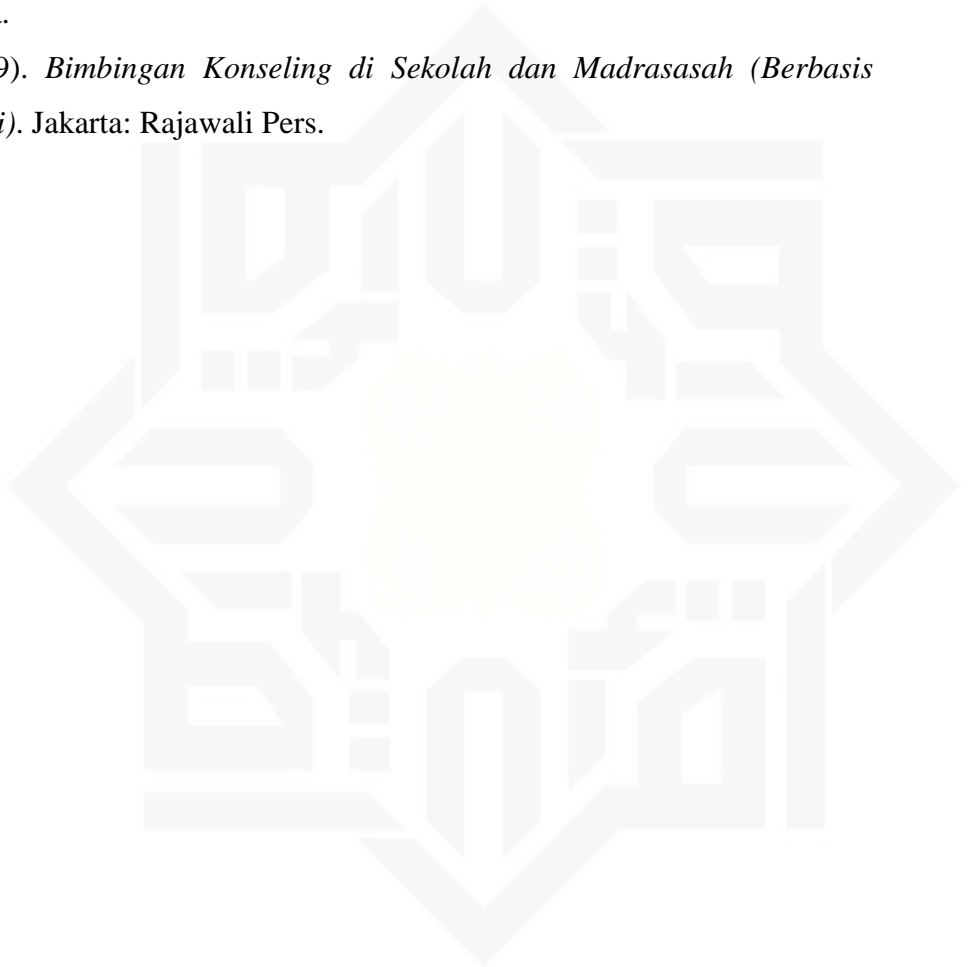 9). Bimbingan Konseling di Sekolah dan Madrasasah (Berbasis
i). Jakarta: Rajawali Pers.